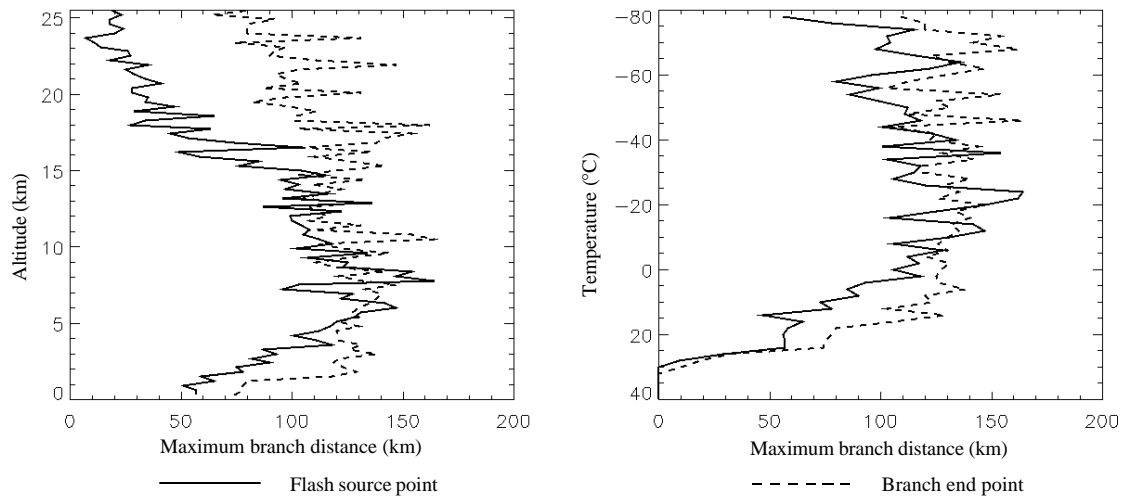 25
20
15
10
5
0
Altitude (km)
0 50 100 150 200
Maximum branch distance (km)
Flash source point
−80
−60
−40
−20
0
20
40
Temperature (°C)
0 50 100 150 200
Maximum branch distance (km)
Branch end point